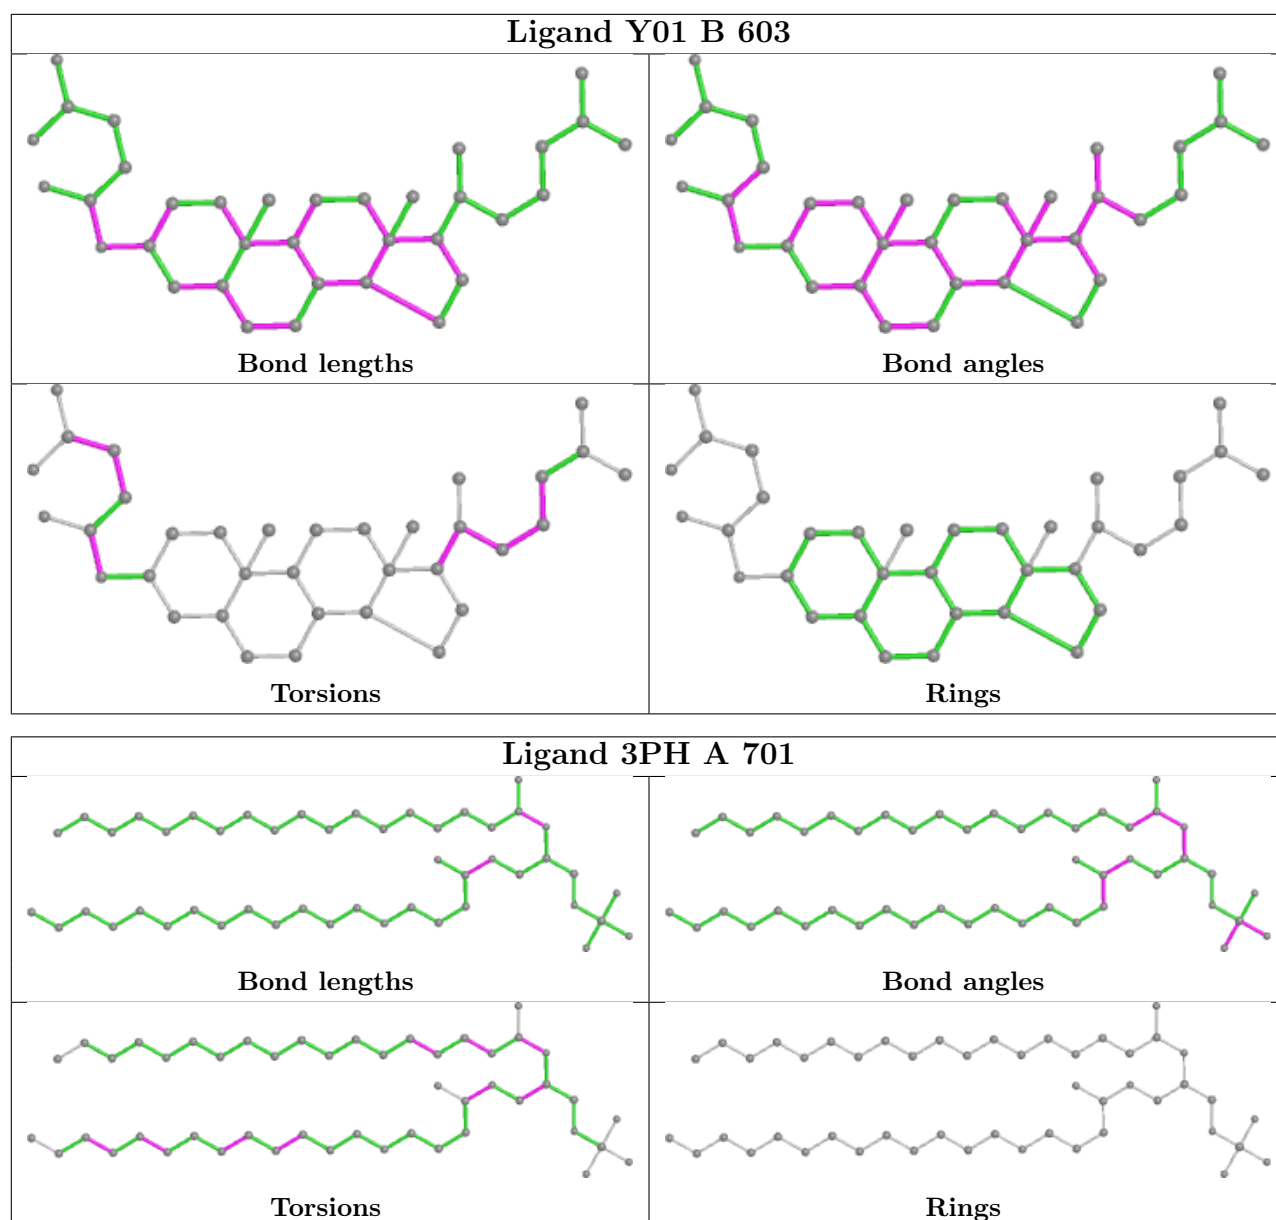 Ligand Y01 B 603
Bond lengths
Bond angles
Torsions
Rings
Ligand 3PH A 701
Bond lengths
Bond angles
Torsions
Rings